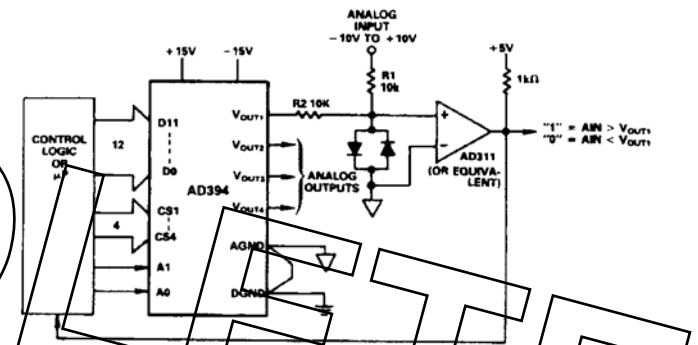 ANALOG
INPUT
-10V TO +10V
+15V
-15V
+5V
R1
10k
1kΩ
R2 10K
D11
12
D0
CONTROL
LOGIC
OR
AD394
VOUT1
VOUT2
VOUT3
VOUT4
ANALOG
OUTPUTS
+
-
AD311
(OR EQUIVA-
LENT)
"1" = AIN > VOUT1
"0" = AIN < VOUT1
CS1
4
CS4
A1
A0
AGND
DGND